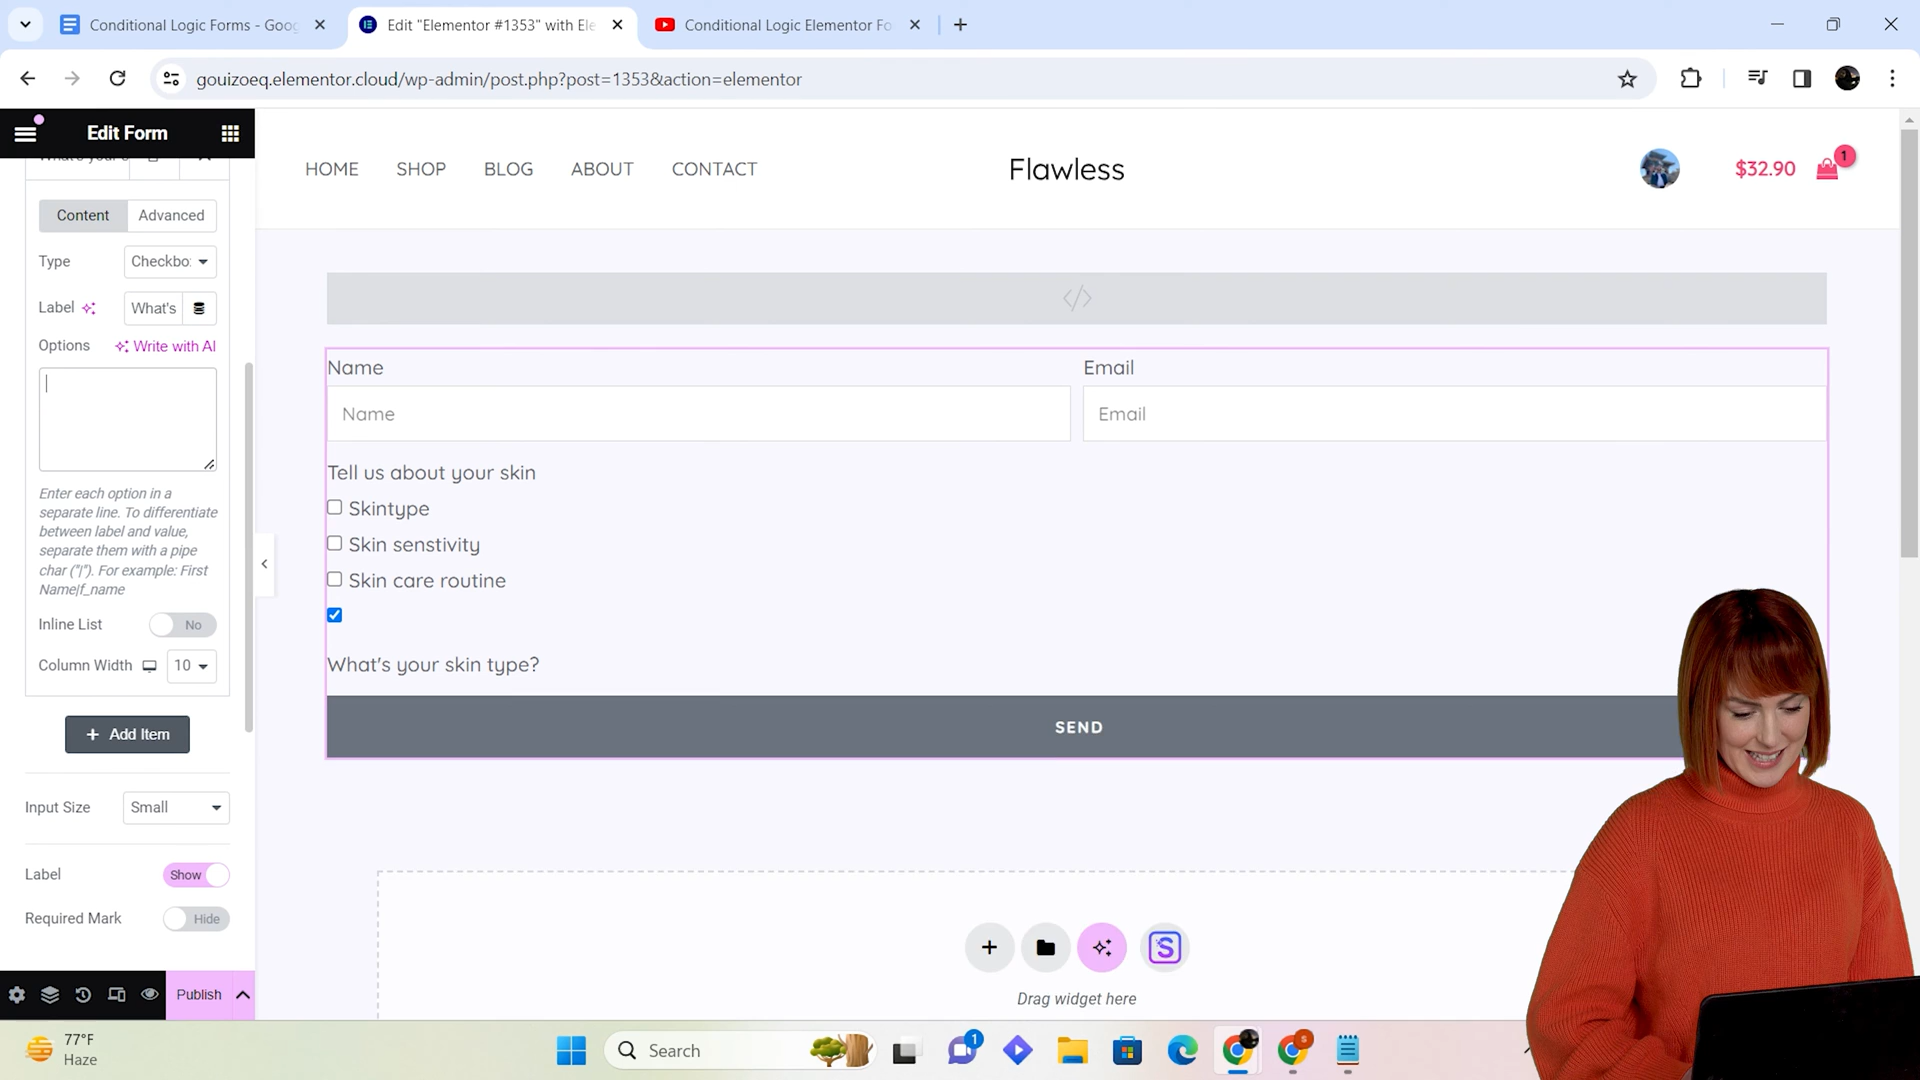 Conditional Logic Forms - Goog
Edit "Elementor #1353" with Ele
Conditional Logic Elementor Fo
gouizoeq.elementor.cloud/wp-admin/post.php?post=1353&action=elementor
Edit Form
Content
Advanced
Type
Checkbo
Label
What's
Options
Write with AI
Enter each option in a
separate line. To differentiate
between label and value,
separate them with a pipe
char ("|"). For example: First
Name|f_name
Inline List
No
Column Width
10
+ Add Item
Input Size
Small
Label
Show
Required Mark
Hide
Publish
HOME
SHOP
BLOG
ABOUT
CONTACT
Flawless
$32.90
1
Name
Email
Name
Email
Tell us about your skin
Skintype
Skin senstivity
Skin care routine
What's your skin type?
SEND
S
Drag widget here
77°F
Haze
Search
1